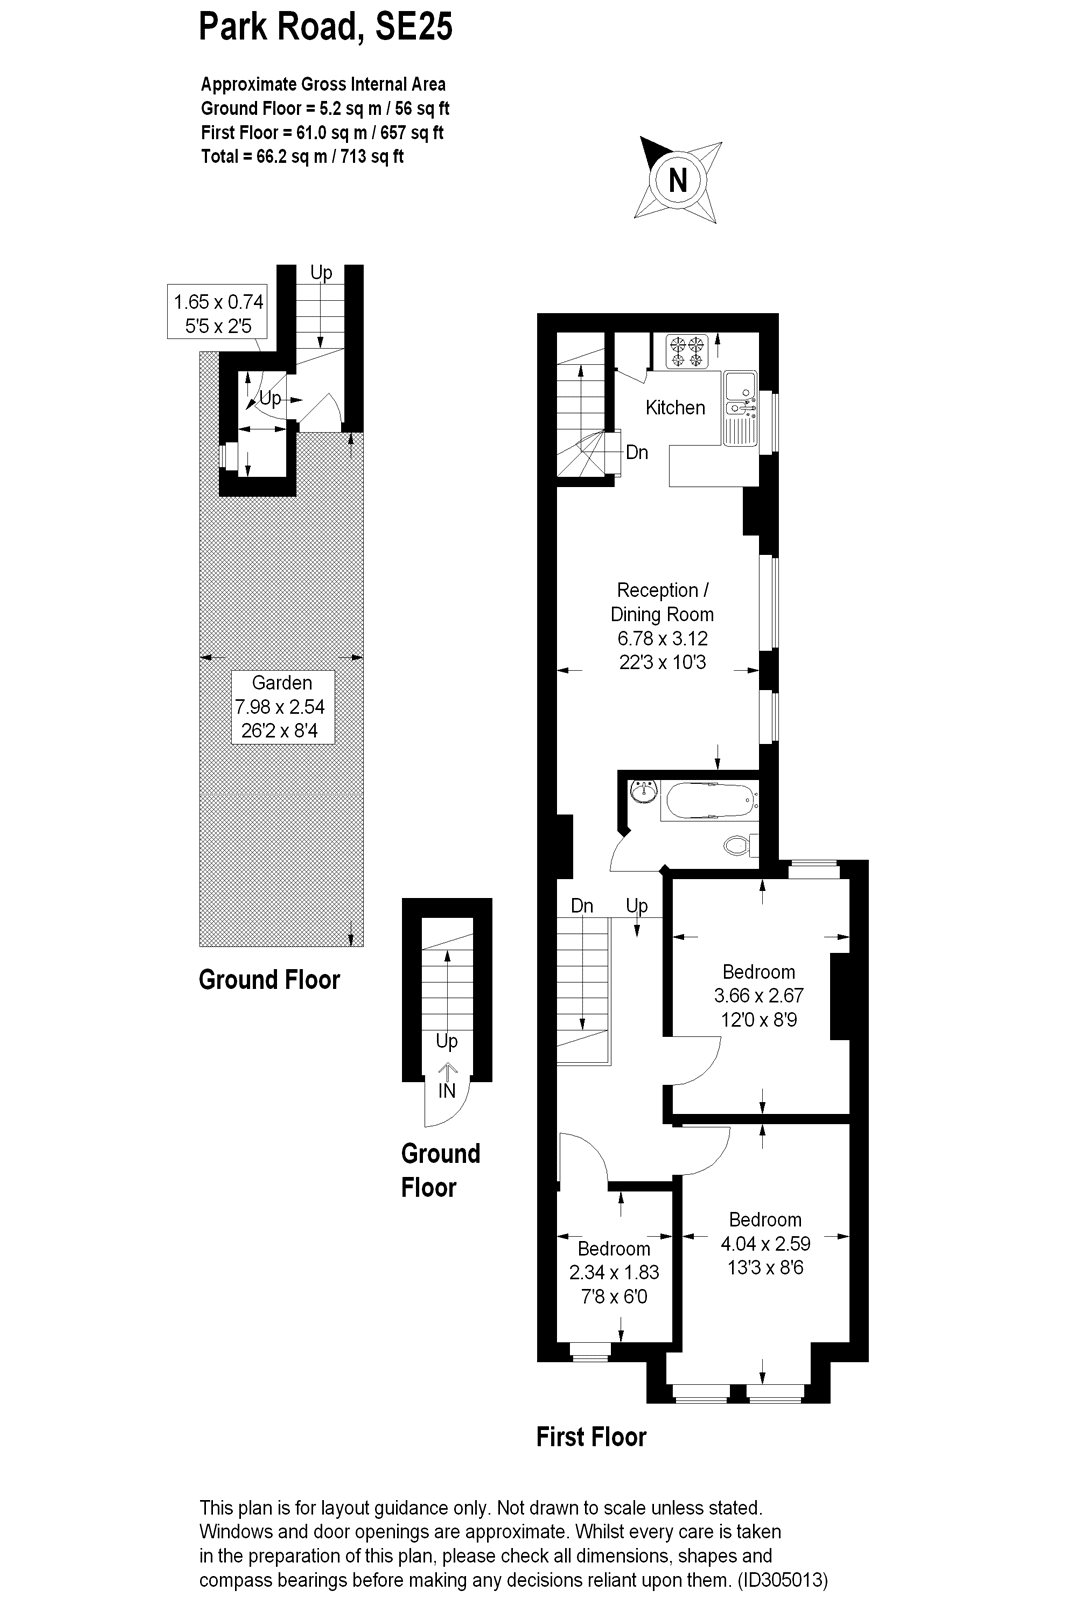 Park Road, SE25
Approximate Gross Internal Area
Ground Floor = 5.2 sq m / 56 sq ft
First Floor = 61.0 sq m / 657 sq ft
Total = 66.2 sq m / 713 sq ft
N
Up
1.65 x 0.74
5'5 x 2'5
Up
Kitchen
Dn
Reception /
Dining Room
6.78 x 3.12
22'3 x 10'3
Garden
7.98 x 2.54
26'2 x 8'4
Dn
Up
Ground Floor
Bedroom
3.66 x 2.67
12'0 x 8'9
Up
IN
Ground
Floor
Bedroom
4.04 x 2.59
13'3 x 8'6
Bedroom
2.34 x 1.83
7'8 x 6'0
First Floor
This plan is for layout guidance only. Not drawn to scale unless stated.
Windows and door openings are approximate. Whilst every care is taken
in the preparation of this plan, please check all dimensions, shapes and
compass bearings before making any decisions reliant upon them. (ID305013)